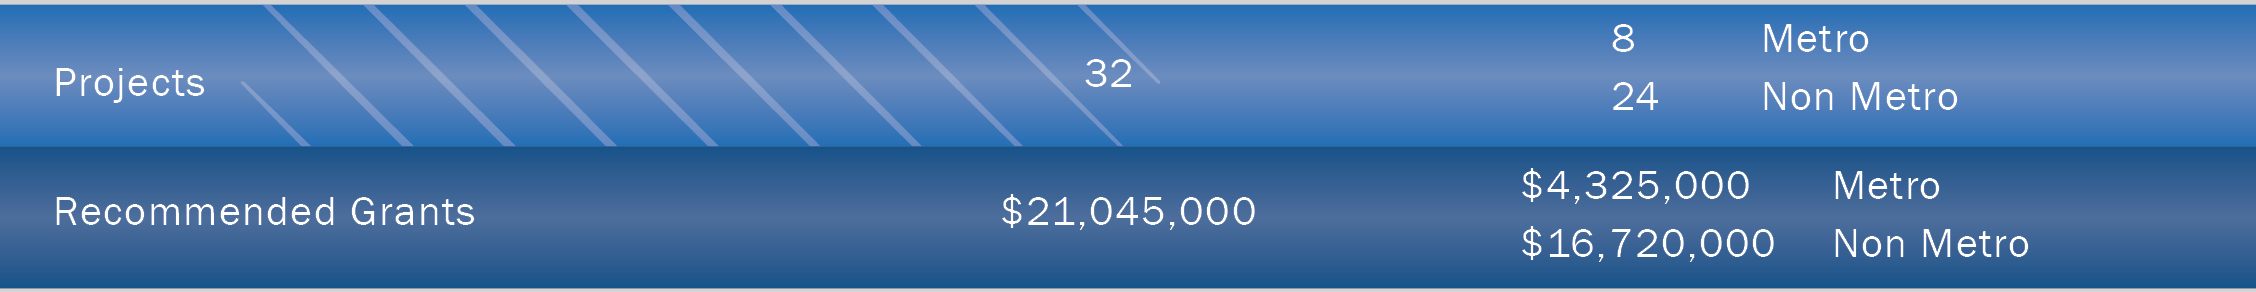 Projects 32 8 Metro
24 Non Metro
Recommended Grants $21,045,000 $4,325,000 Metro
$16,720,000 Non Metro